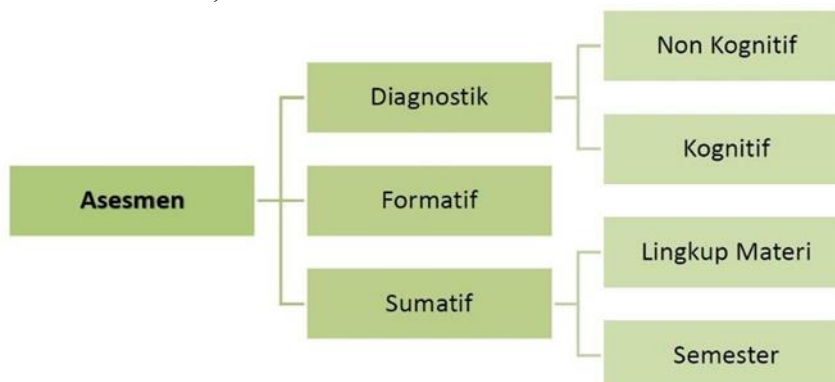 Asesmen
Diagnostik
Non Kognitif
Kognitif
Formatif
Sumatif
Lingkup Materi
Semester